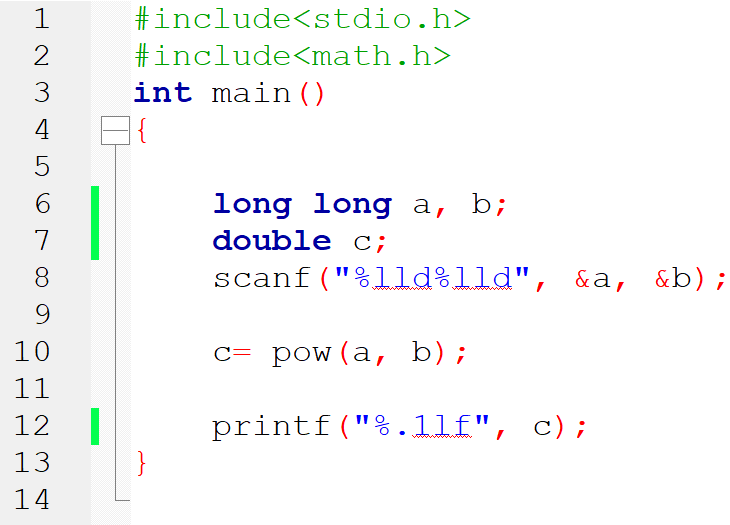 1 #include<stdio.h>
2 #include<math.h>
3 int main()
4 {
5
6 long long a, b;
7 double c;
8 scanf("%lld%lld", &a, &b);
9
10 c= pow(a, b);
11
12 printf("%.1lf", c);
13 }
14